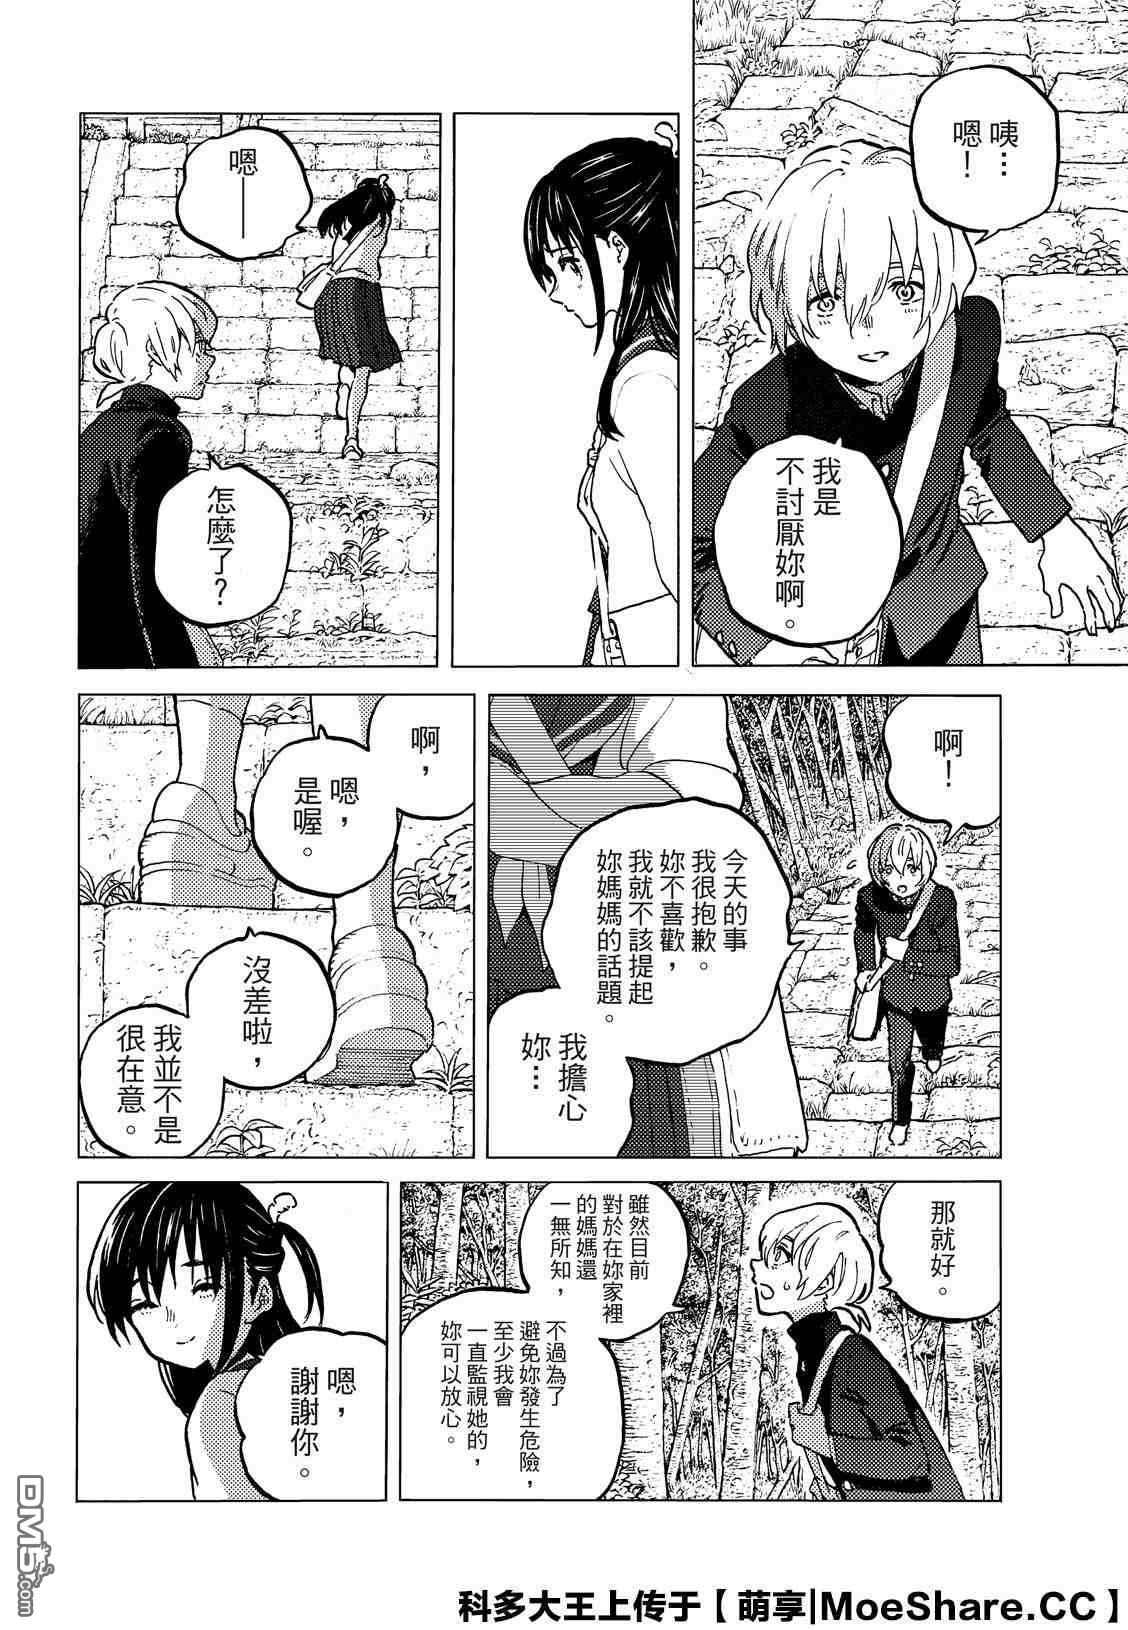 咦⋯
嗯！
我是
不討厭妳啊。
嗯——
怎麼了？
啊！
今天的事
我很抱歉。
妳不喜歡，
我就不該提起
妳媽媽的話題。
我擔心
妳⋯
啊，
嗯，
是喔。
沒差啦，
我並不是
很在意。
那就好。
雖然目前
對於在妳家裡
的媽媽還
一無所知，
不過為了
避免妳發生危險，
至少我會
一直監視她的，
妳可以放心。
嗯，
謝謝你。
DM5
.com
科多大王上传于【萌享|MoeShare.CC】